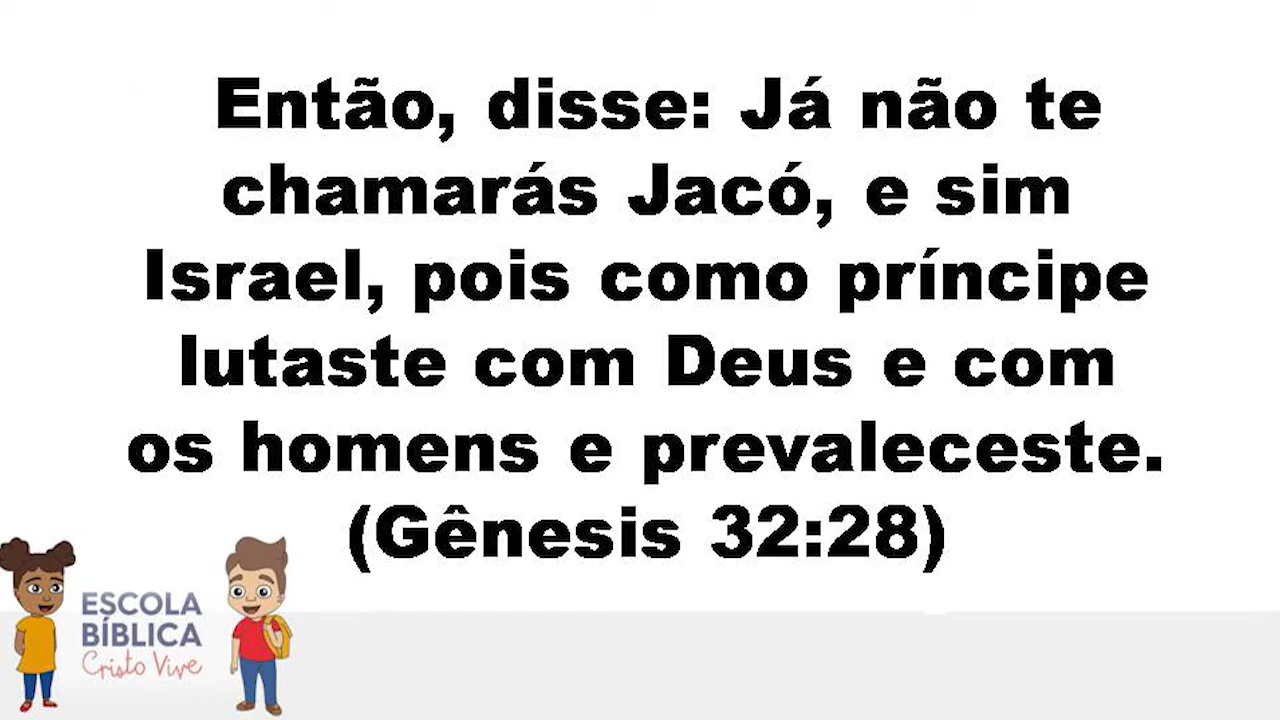 Então, disse: Já não te
chamarás Jacó, e sim
Israel, pois como príncipe
lutaste com Deus e com
os homens e prevaleceste.
(Gênesis 32:28)
ESCOLA
BÍBLICA
Cristo Vive